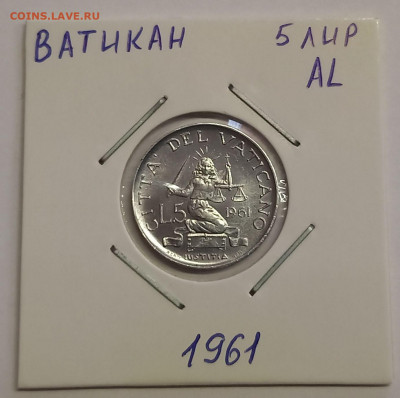 COINS.LAVE.RU
ВАТИКАН 5 ЛИР
AL
CITTA' DEL VATICANO
L.5 1961
IUSTITIA
1961